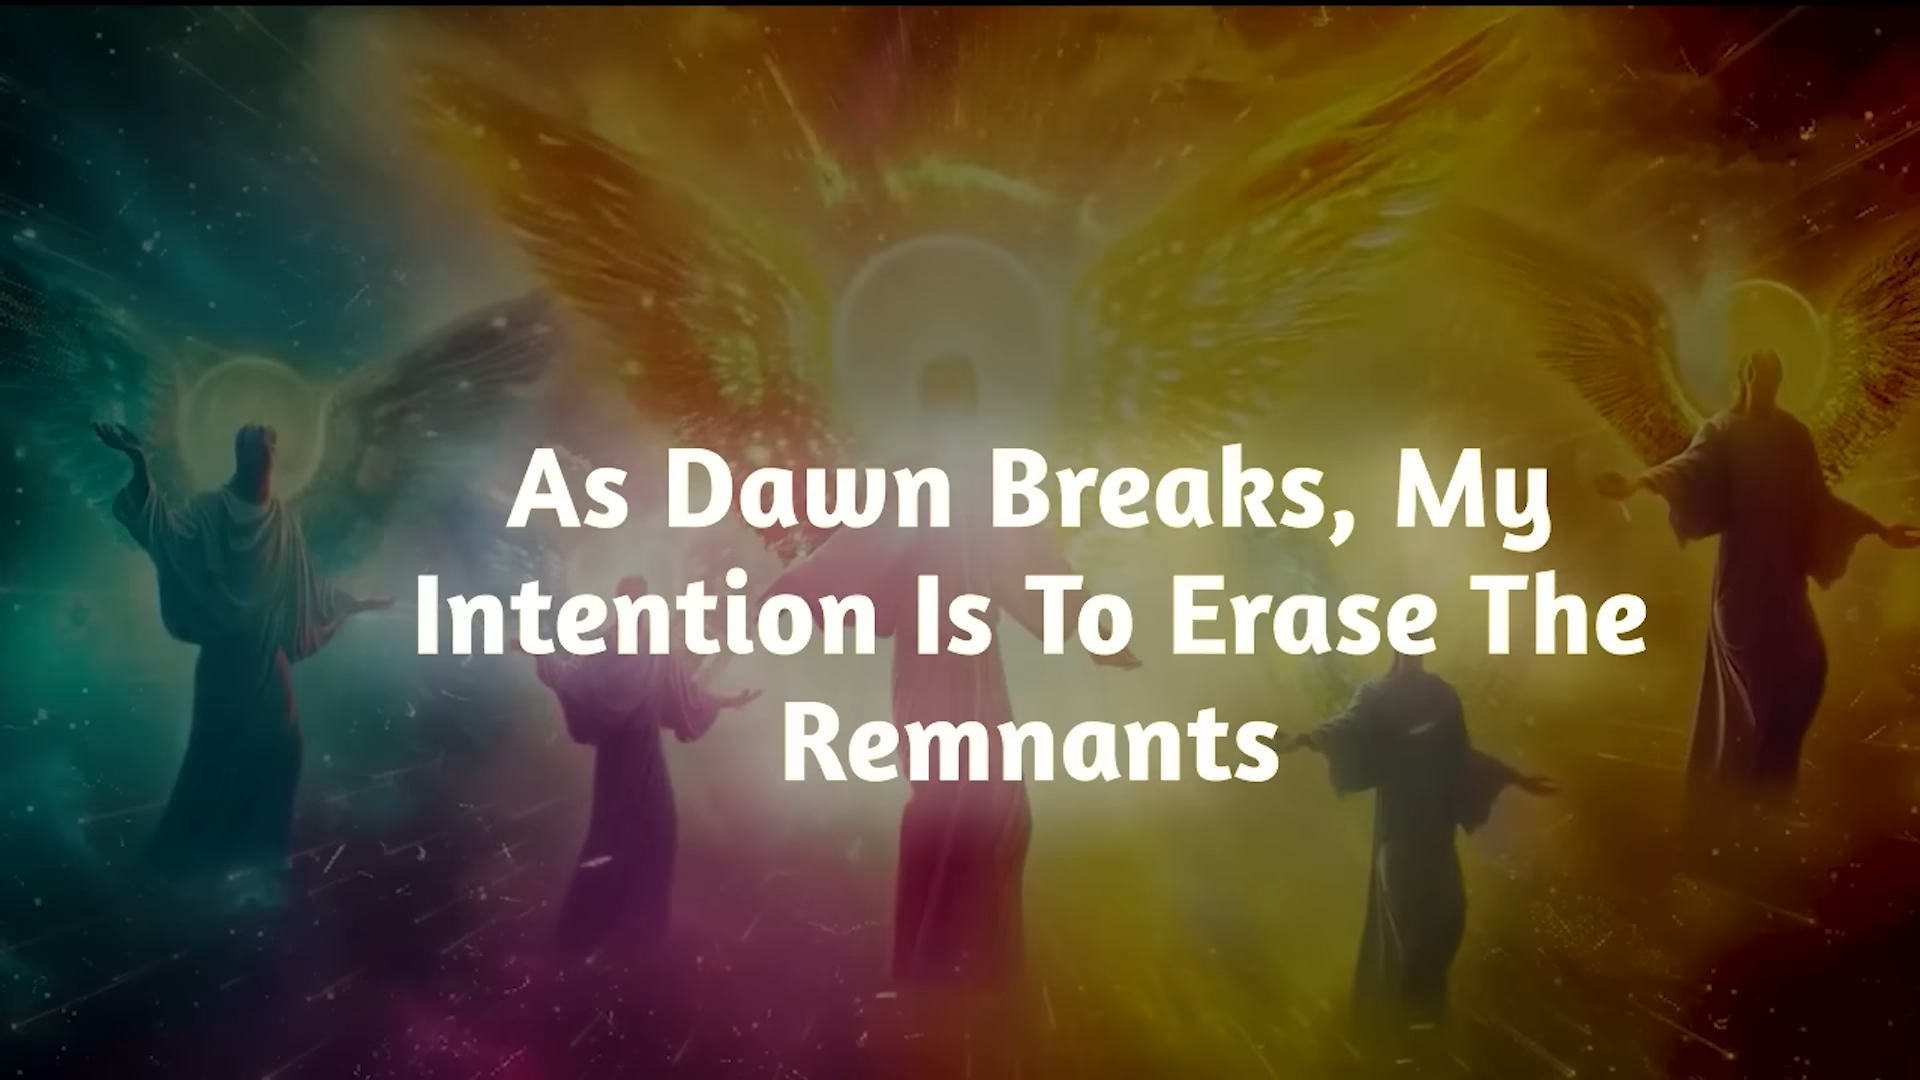 As Dawn Breaks, My
Intention Is To Erase The
Remnants